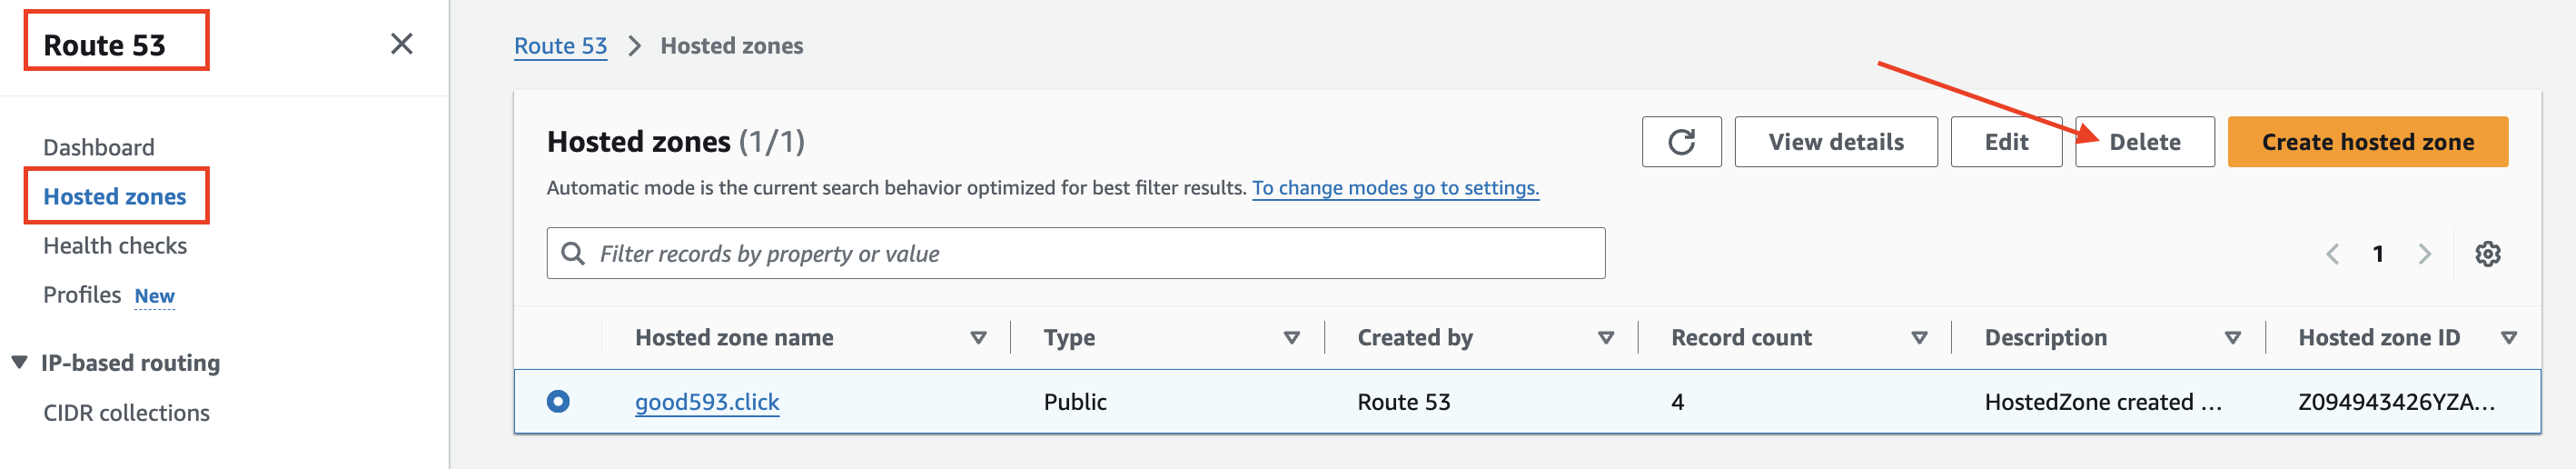 Route 53
Dashboard
Hosted zones
Health checks
Profiles New
IP-based routing
CIDR collections
Route 53 > Hosted zones
Hosted zones (1/1)
View details
Edit
Delete
Create hosted zone
Automatic mode is the current search behavior optimized for best filter results. To change modes go to settings.
Filter records by property or value
1
Hosted zone name Type Created by Record count Description Hosted zone ID
good593.click Public Route 53 4 HostedZone created ... Z094943426YZA...